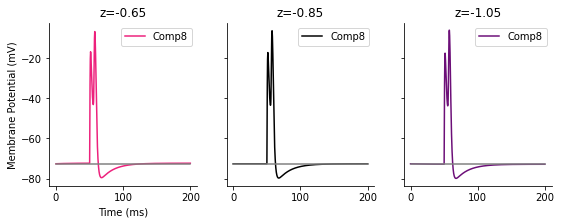 z=-0.65 z=-0.85 z=-1.05
Comp8 Comp8 Comp8
Membrane Potential (mV)
−20
−40
−60
−80
0 100 200 0 100 200 0 100 200
Time (ms)